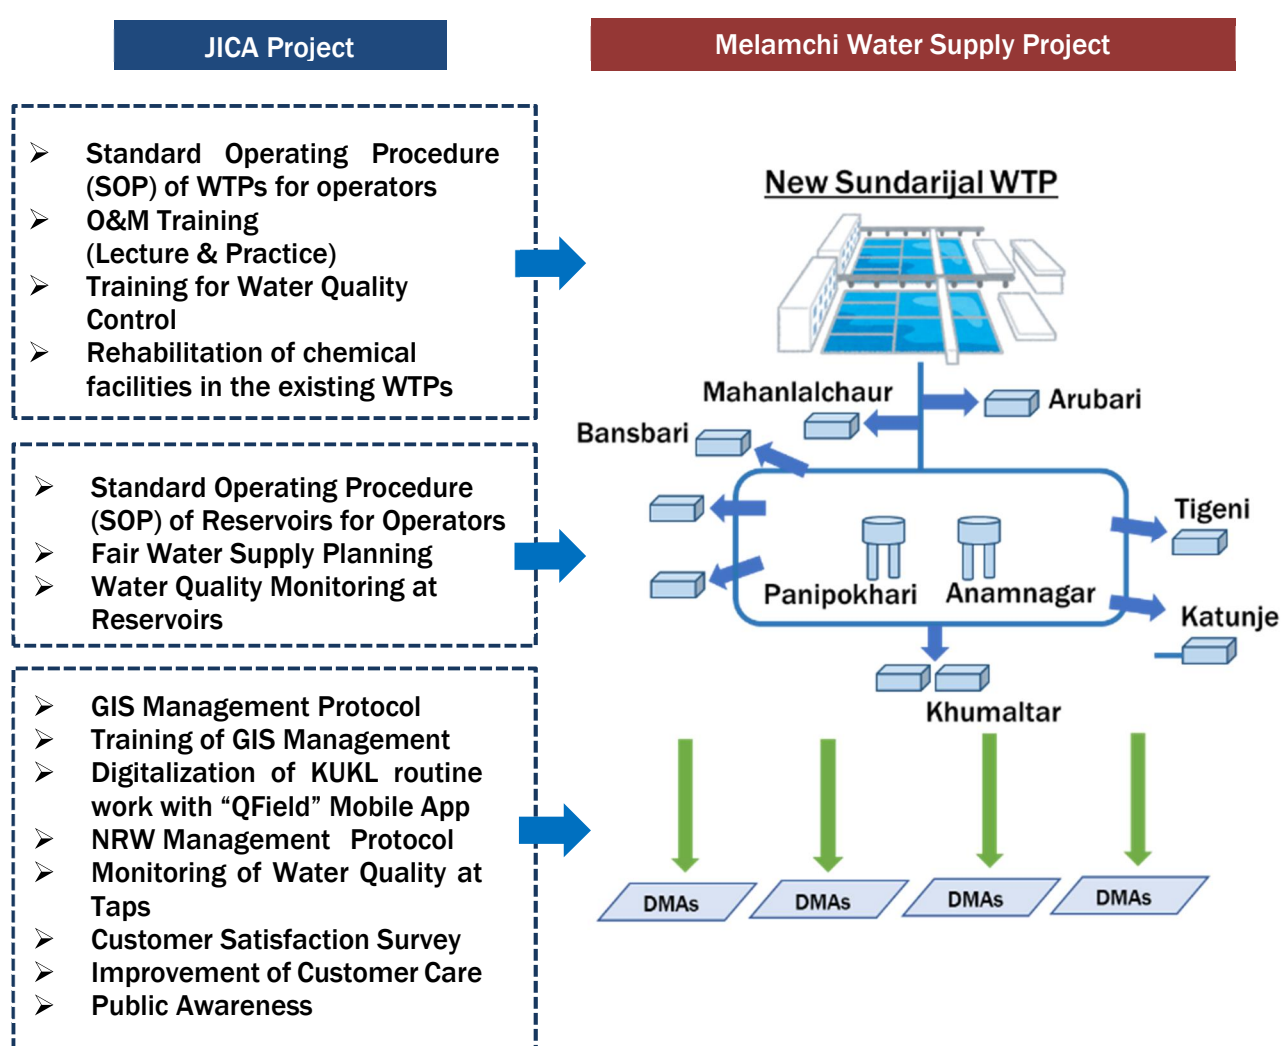 JICA Project
Melamchi Water Supply Project
➢ Standard Operating Procedure
(SOP) of WTPs for operators
➢ O&M Training
(Lecture & Practice)
➢ Training for Water Quality
Control
➢ Rehabilitation of chemical
facilities in the existing WTPs
➢ Standard Operating Procedure
(SOP) of Reservoirs for Operators
➢ Fair Water Supply Planning
➢ Water Quality Monitoring at
Reservoirs
➢ GIS Management Protocol
➢ Training of GIS Management
➢ Digitalization of KUKL routine
work with “QField” Mobile App
➢ NRW Management Protocol
➢ Monitoring of Water Quality at
Taps
➢ Customer Satisfaction Survey
➢ Improvement of Customer Care
➢ Public Awareness
New Sundarijal WTP
Mahanlalchaur
Arubari
Bansbari
Tigeni
Panipokhari
Anamnagar
Katunje
Khumaltar
DMAs
DMAs
DMAs
DMAs